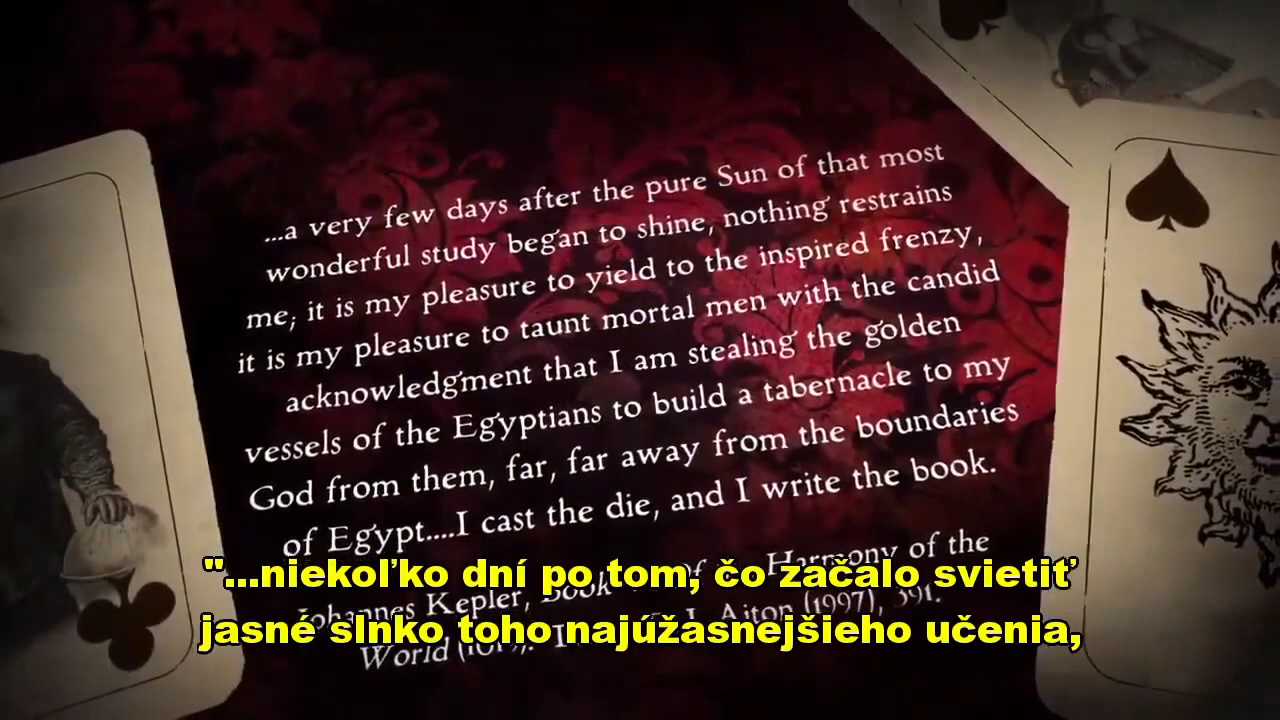 ...a very few days after the pure Sun of that most
wonderful study began to shine, nothing restrains
me; it is my pleasure to yield to the inspired frenzy,
it is my pleasure to taunt mortal men with the candid
acknowledgment that I am stealing the golden
vessels of the Egyptians to build a tabernacle to my
God from them, far, far away from the boundaries
of Egypt....I cast the die, and I write the book.
Johannes Kepler, Book Harmony of the
World Aiton (1997), 391.
"...niekoľko dní po tom, čo začalo svietiť
jasné slnko toho najúžasnejšieho učenia,